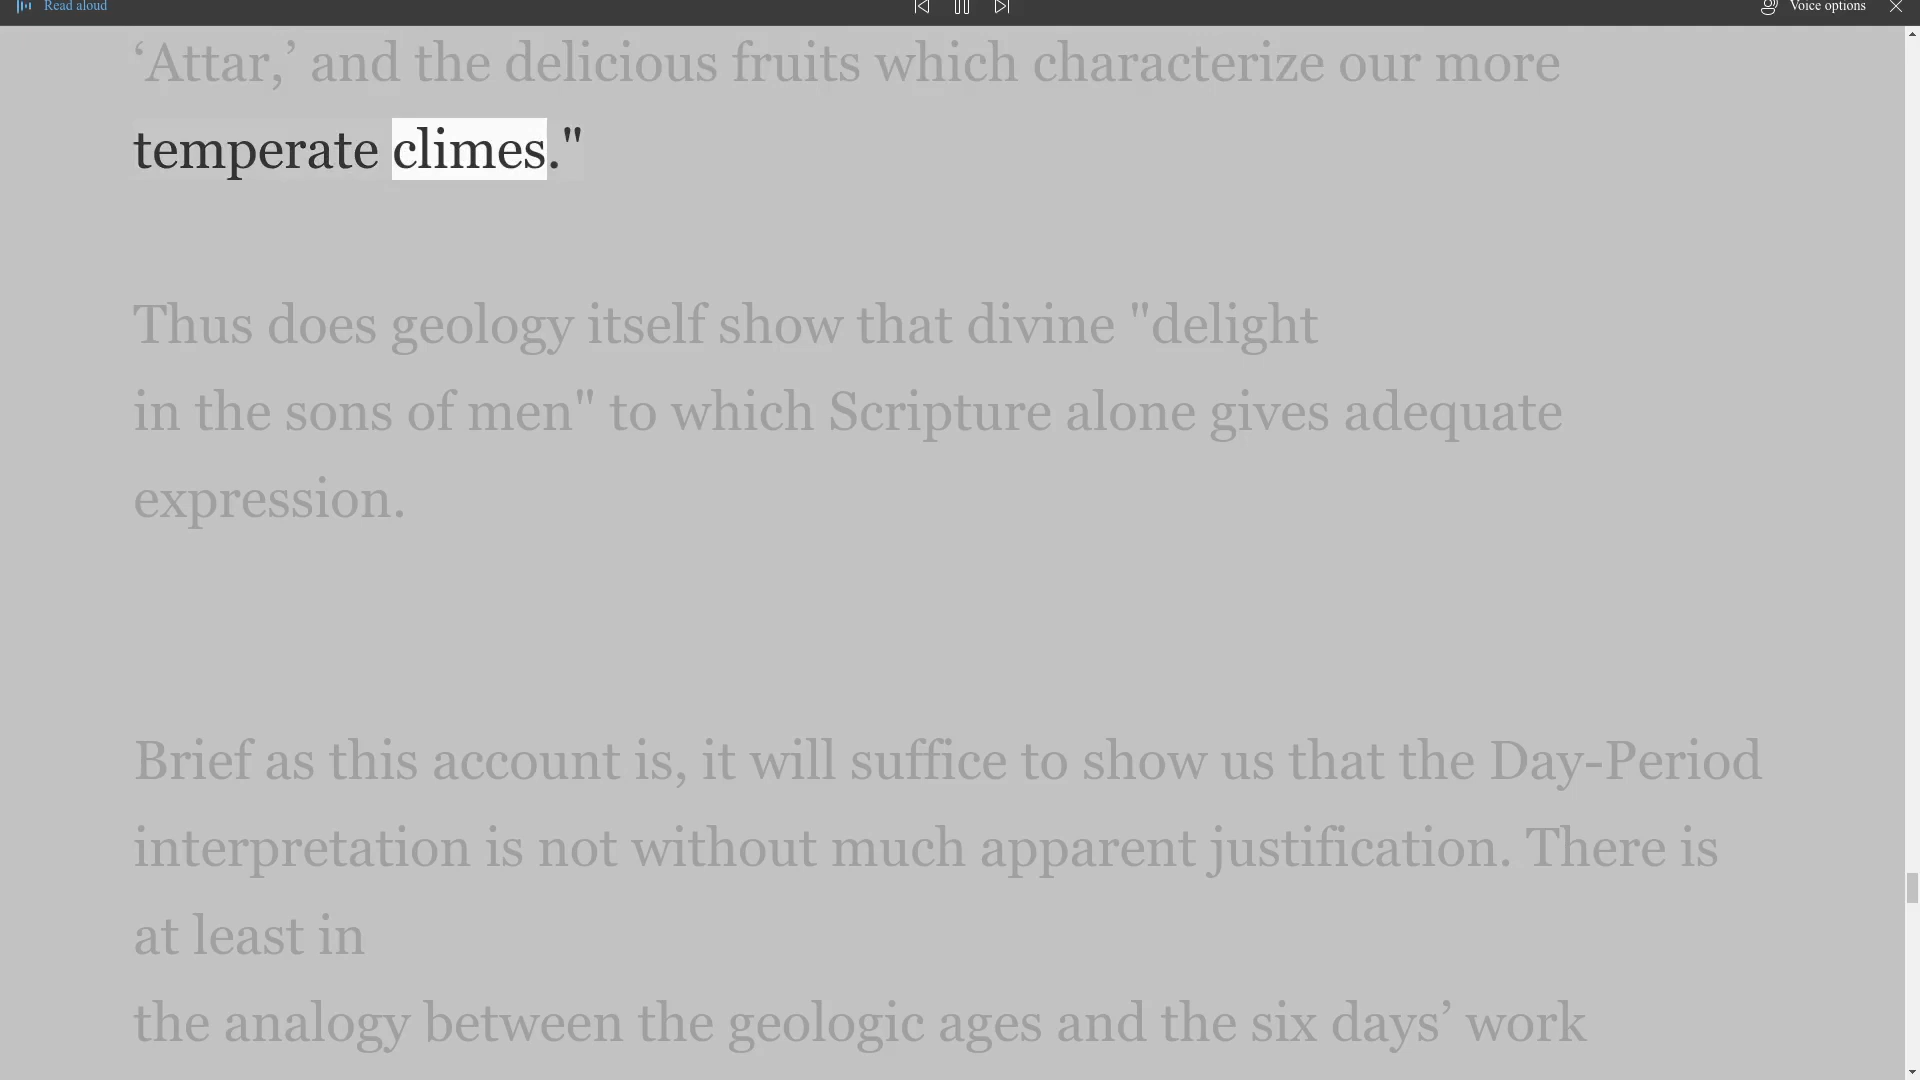 Read aloud
Voice options
‘Attar,’ and the delicious fruits which characterize our more
temperate climes."
Thus does geology itself show that divine "delight
in the sons of men" to which Scripture alone gives adequate
expression.
Brief as this account is, it will suffice to show us that the Day-Period
interpretation is not without much apparent justification. There is
at least in
the analogy between the geologic ages and the six days’ work